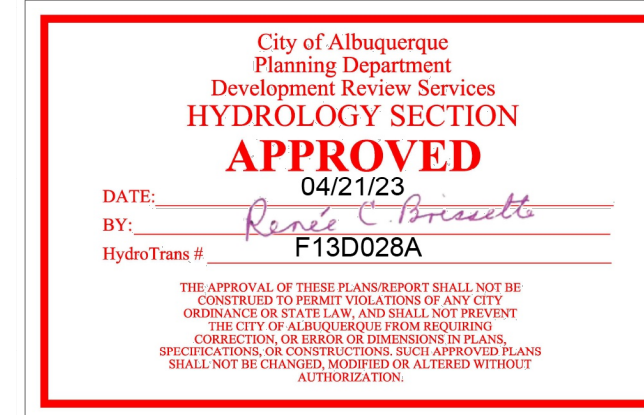 City of Albuquerque
Planning Department
Development Review Services
HYDROLOGY SECTION
APPROVED
DATE: 04/21/23
BY: Renée C. Brissette
HydroTrans # F13D028A
THE APPROVAL OF THESE PLANS/REPORT SHALL NOT BE
CONSTRUED TO PERMIT VIOLATIONS OF ANY CITY
ORDINANCE OR STATE LAW, AND SHALL NOT PREVENT
THE CITY OF ALBUQUERQUE FROM REQUIRING
CORRECTION, OR ERROR OR DIMENSIONS IN PLANS,
SPECIFICATIONS, OR CONSTRUCTIONS. SUCH APPROVED PLANS
SHALL NOT BE CHANGED, MODIFIED OR ALTERED WITHOUT
AUTHORIZATION.